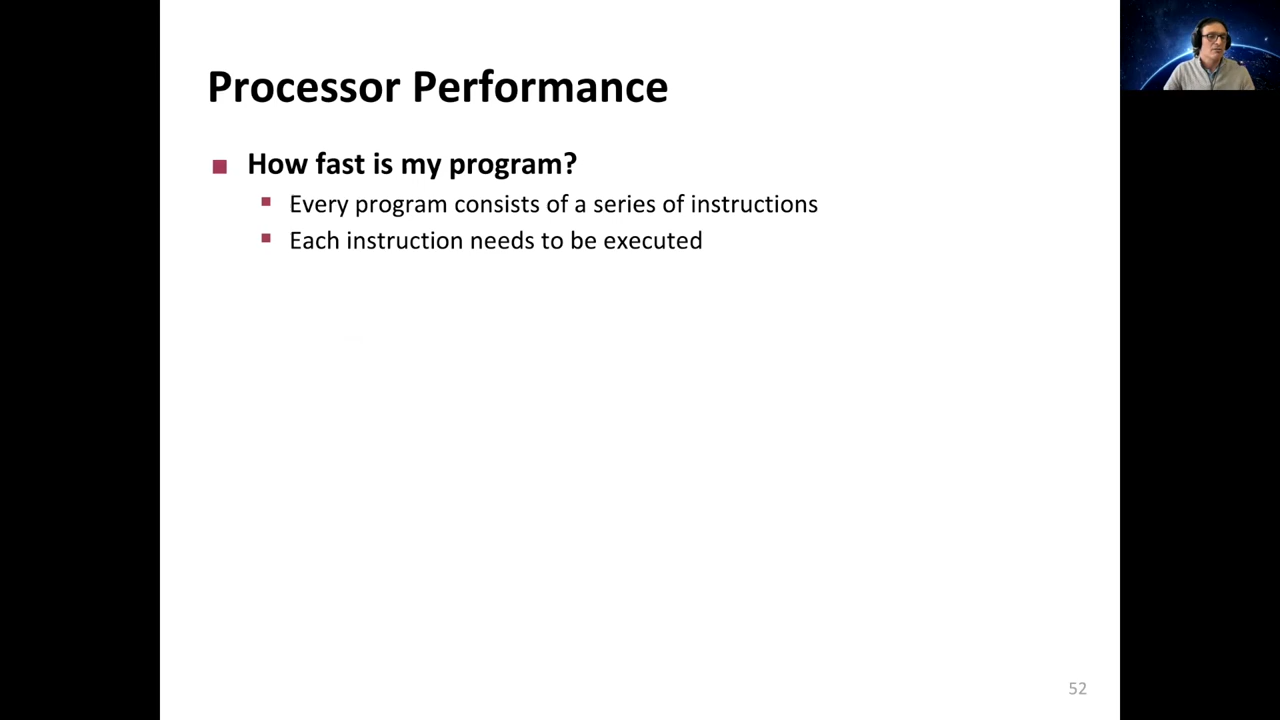 Processor Performance
How fast is my program?
Every program consists of a series of instructions
Each instruction needs to be executed
52